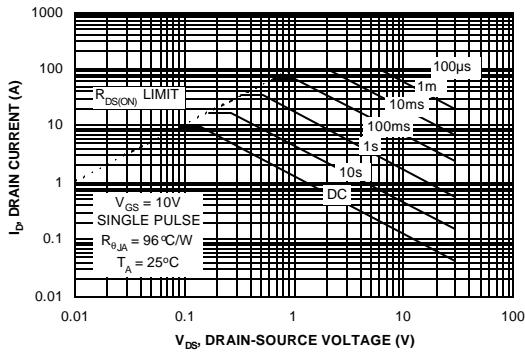 1000
100
10
1
0.1
0.01
I_D, DRAIN CURRENT (A)
100µs
1m
10ms
100ms
1s
10s
DC
R_DS(ON) LIMIT
V_GS = 10V
SINGLE PULSE
R_θJA = 96 °C/W
T_A = 25°C
0.01 0.1 1 10 100
V_DS, DRAIN-SOURCE VOLTAGE (V)